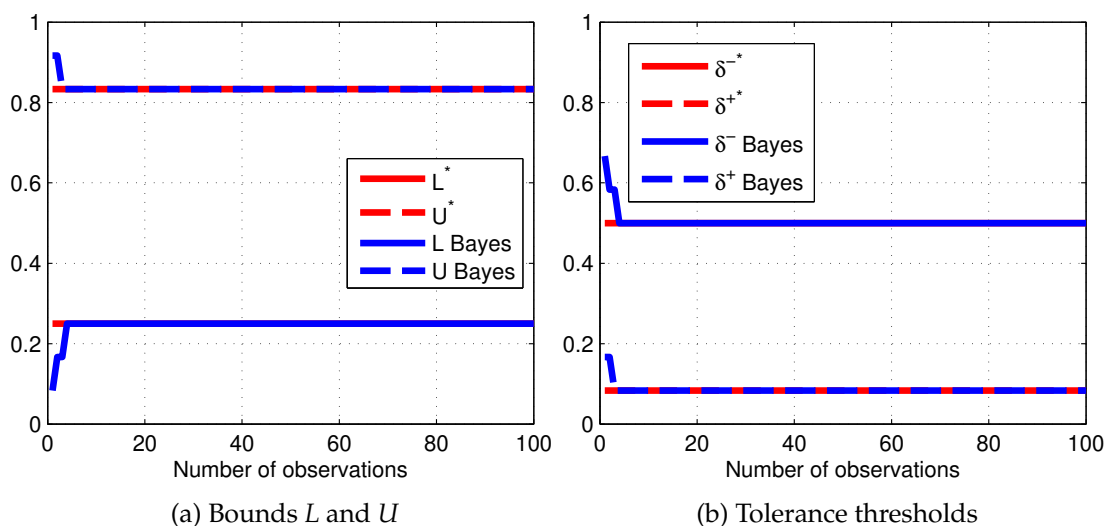 1
0.8
0.6
0.4
0.2
0
0 20 40 60 80 100
Number of observations
L*
U*
L Bayes
U Bayes
(a) Bounds L and U
1
0.8
0.6
0.4
0.2
0
0 20 40 60 80 100
Number of observations
δ−*
δ+*
δ− Bayes
δ+ Bayes
(b) Tolerance thresholds